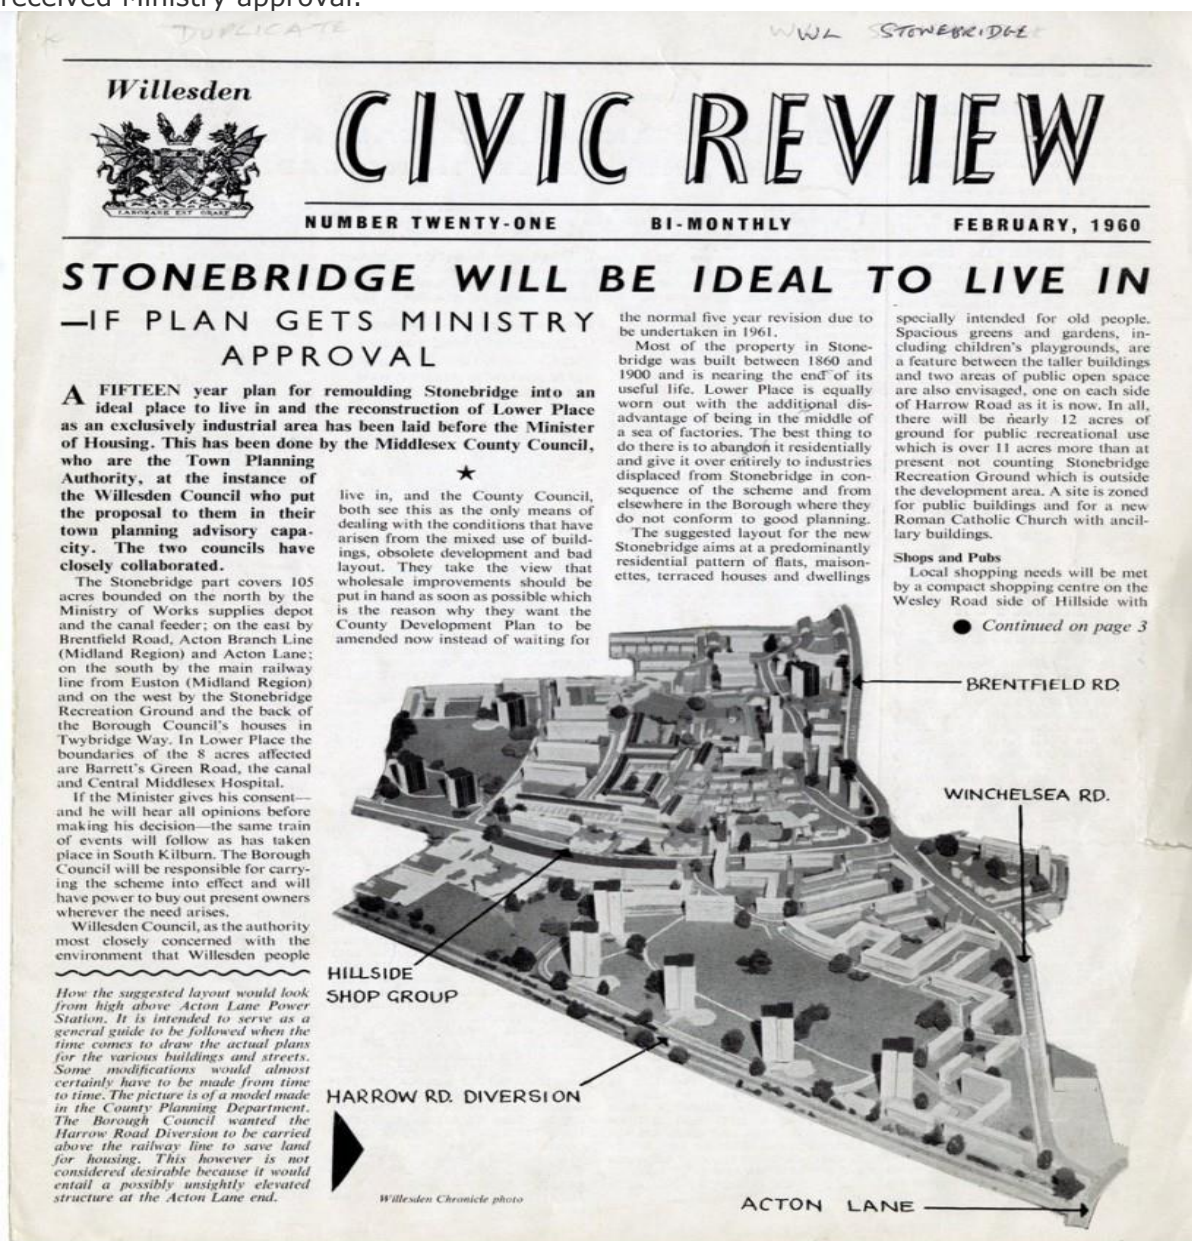 received Ministry approval.
DUPLICATE
WL STONEBRIDGE
Willesden
CIVIC REVIEW
LABORARE EST ORARE
NUMBER TWENTY-ONE BI-MONTHLY FEBRUARY, 1960
STONEBRIDGE WILL BE IDEAL TO LIVE IN
—IF PLAN GETS MINISTRY
APPROVAL
A FIFTEEN year plan for remoulding Stonebridge into an
ideal place to live in and the reconstruction of Lower Place
as an exclusively industrial area has been laid before the Minister
of Housing. This has been done by the Middlesex County Council,
who are the Town Planning
Authority, at the instance of
the Willesden Council who put
the proposal to them in their
town planning advisory capa-
city. The two councils have
closely collaborated.
The Stonebridge part covers 105
acres bounded on the north by the
Ministry of Works supplies depot
and the canal feeder; on the east by
Brentfield Road, Acton Branch Line
(Midland Region) and Acton Lane;
on the south by the main railway
line from Euston (Midland Region)
and on the west by the Stonebridge
Recreation Ground and the back of
the Borough Council's houses in
Twybridge Way. In Lower Place the
boundaries of the 8 acres affected
are Barrett's Green Road, the canal
and Central Middlesex Hospital.
If the Minister gives his consent—
and he will hear all opinions before
making his decision—the same train
of events will follow as has taken
place in South Kilburn. The Borough
Council will be responsible for carry-
ing the scheme into effect and will
have power to buy out present owners
wherever the need arises.
Willesden Council, as the authority
most closely concerned with the
environment that Willesden people
★
live in, and the County Council,
both see this as the only means of
dealing with the conditions that have
arisen from the mixed use of build-
ings, obsolete development and bad
layout. They take the view that
wholesale improvements should be
put in hand as soon as possible which
is the reason why they want the
County Development Plan to be
amended now instead of waiting for
the normal five year revision due to
be undertaken in 1961.
Most of the property in Stone-
bridge was built between 1860 and
1900 and is nearing the end of its
useful life. Lower Place is equally
worn out with the additional dis-
advantage of being in the middle of
a sea of factories. The best thing to
do there is to abandon it residentially
and give it over entirely to industries
displaced from Stonebridge in con-
sequence of the scheme and from
elsewhere in the Borough where they
do not conform to good planning.
The suggested layout for the new
Stonebridge aims at a predominantly
residential pattern of flats, maison-
ettes, terraced houses and dwellings
specially intended for old people.
Spacious greens and gardens, in-
cluding children's playgrounds, are
a feature between the taller buildings
and two areas of public open space
are also envisaged, one on each side
of Harrow Road as it is now. In all,
there will be nearly 12 acres of
ground for public recreational use
which is over 11 acres more than at
present not counting Stonebridge
Recreation Ground which is outside
the development area. A site is zoned
for public buildings and for a new
Roman Catholic Church with ancil-
lary buildings.
Shops and Pubs
Local shopping needs will be met
by a compact shopping centre on the
Wesley Road side of Hillside with
● Continued on page 3
How the suggested layout would look
from high above Acton Lane Power
Station. It is intended to serve as a
general guide to be followed when the
time comes to draw the actual plans
for the various buildings and streets.
Some modifications would almost
certainly have to be made from time
to time. The picture is of a model made
in the County Planning Department.
The Borough Council wanted the
Harrow Road Diversion to be carried
above the railway line to save land
for housing. This however is not
considered desirable because it would
entail a possibly unsightly elevated
structure at the Acton Lane end.
BRENTFIELD RD.
WINCHELSEA RD.
HILLSIDE
SHOP GROUP
HARROW RD. DIVERSION
Willesden Chronicle photo
ACTON LANE